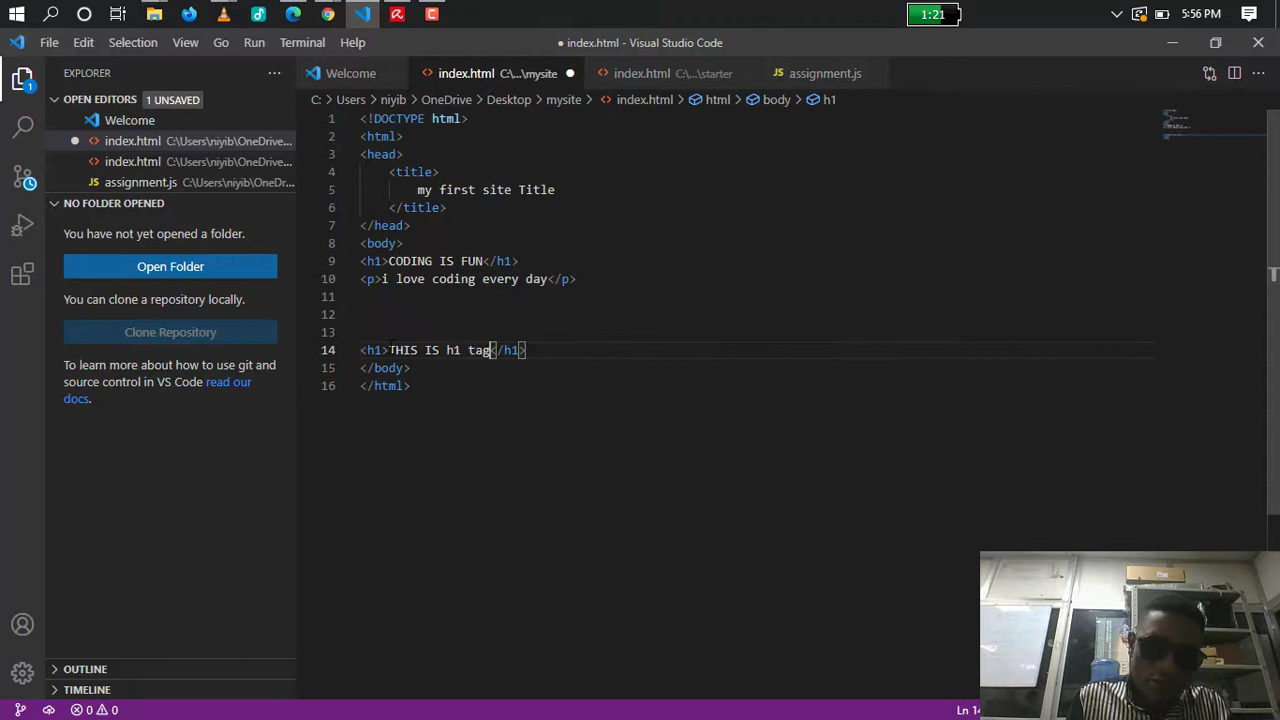 1:21
5:56 PM
File Edit Selection View Go Run Terminal Help
● index.html - Visual Studio Code
EXPLORER
Welcome
index.html C:\...\mysite
index.html C:\...\starter
assignment.js
OPEN EDITORS 1 UNSAVED
C: > Users > niyib > OneDrive > Desktop > mysite > index.html > html > body > h1
Welcome
index.html C:\Users\niyib\OneDrive...
index.html C:\Users\niyib\OneDrive...
assignment.js C:\Users\niyib\OneDr...
NO FOLDER OPENED
You have not yet opened a folder.
Open Folder
You can clone a repository locally.
Clone Repository
To learn more about how to use git and
source control in VS Code read our
docs.
1 <!DOCTYPE html>
2 <html>
3 <head>
4 <title>
5 my first site Title
6 </title>
7 </head>
8 <body>
9 <h1>CODING IS FUN</h1>
10 <p>i love coding every day</p>
11
12
13
14 <h1>THIS IS h1 tag</h1>
15 </body>
16 </html>
1
OUTLINE
TIMELINE
0 0
Ln 14